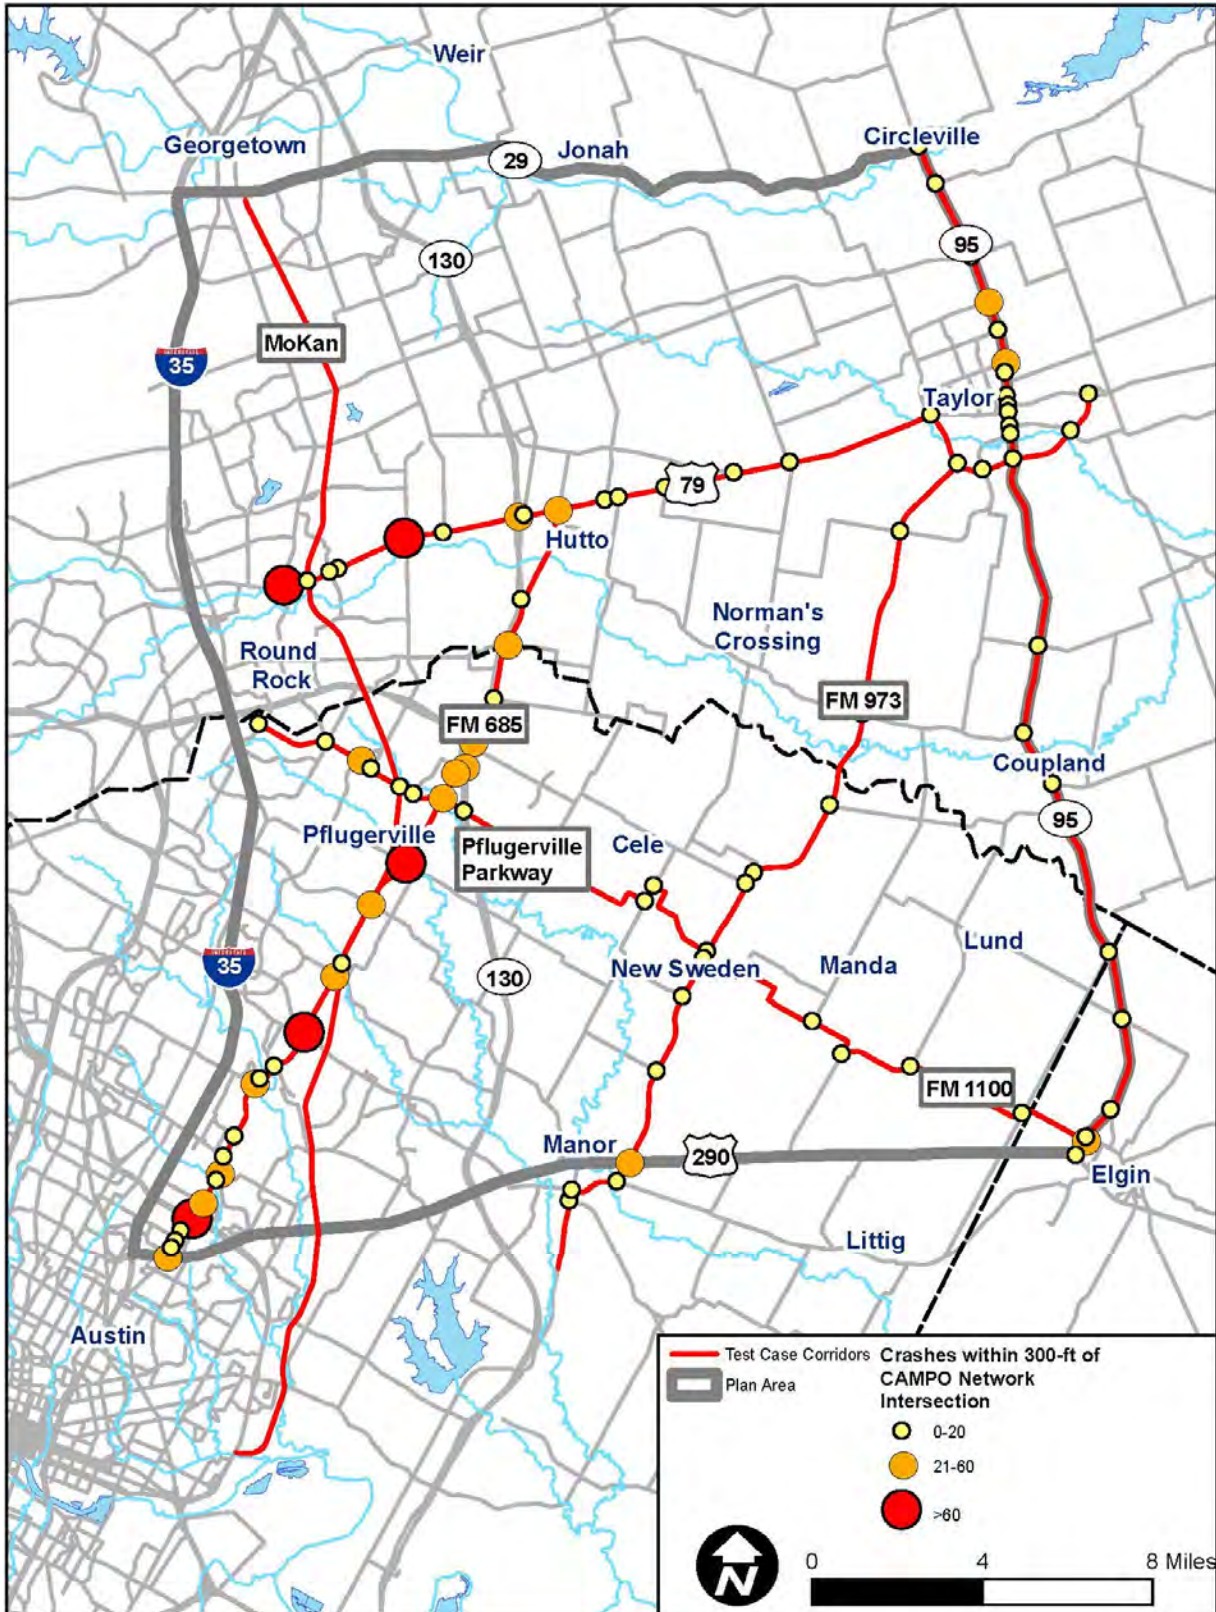 Weir
Georgetown
29
Jonah
Circleville
95
130
MoKan
35
Taylor
79
Hutto
Norman's
Crossing
Round
Rock
FM 973
FM 685
Coupland
95
Pflugerville
Cele
Pflugerville
Parkway
Lund
35
130
New Sweden
Manda
FM 1100
Manor
290
Elgin
Littig
Austin
Test Case Corridors
Plan Area
Crashes within 300-ft of
CAMPO Network
Intersection
0-20
21-60
>60
N
0 4 8 Miles